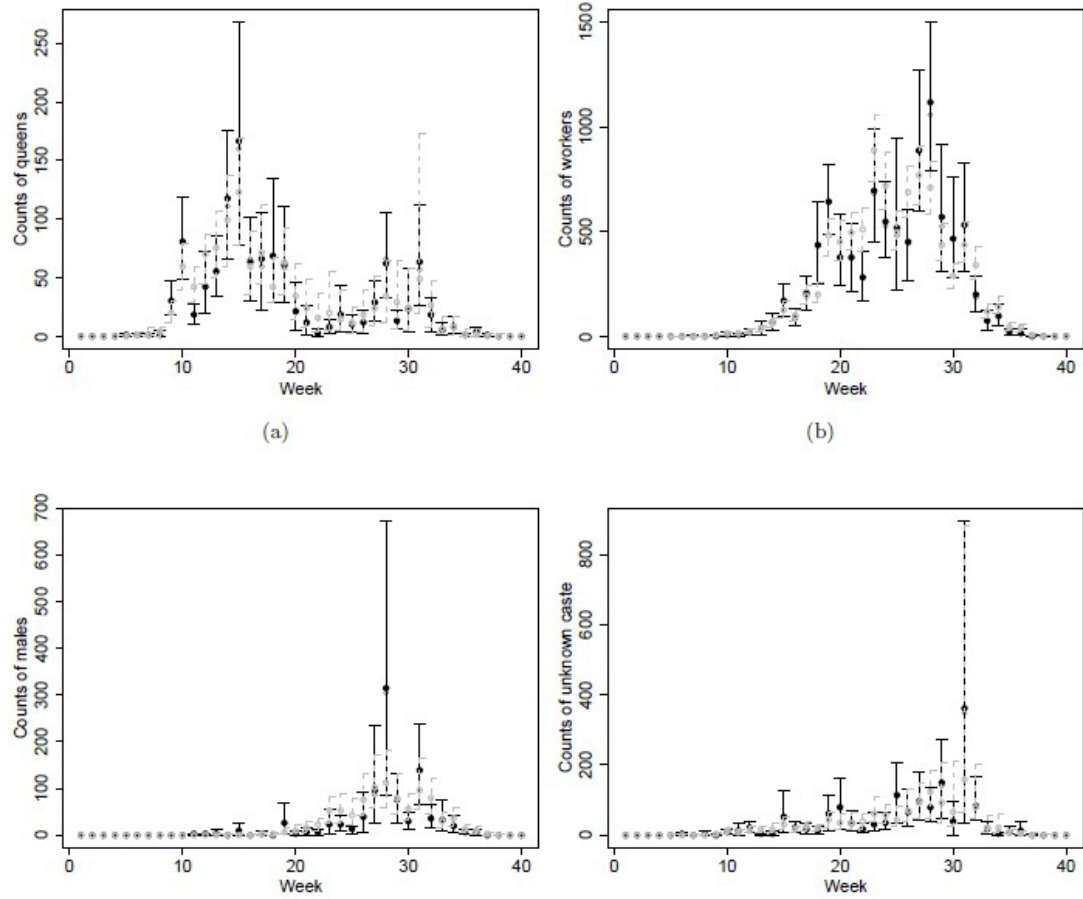 250
200
150
100
50
0
Counts of queens
0 10 20 30 40
Week
(a)
1500
1000
500
0
Counts of workers
0 10 20 30 40
Week
(b)
700
600
500
400
300
200
100
0
Counts of males
0 10 20 30 40
Week
800
600
400
200
0
Counts of unknown caste
0 10 20 30 40
Week